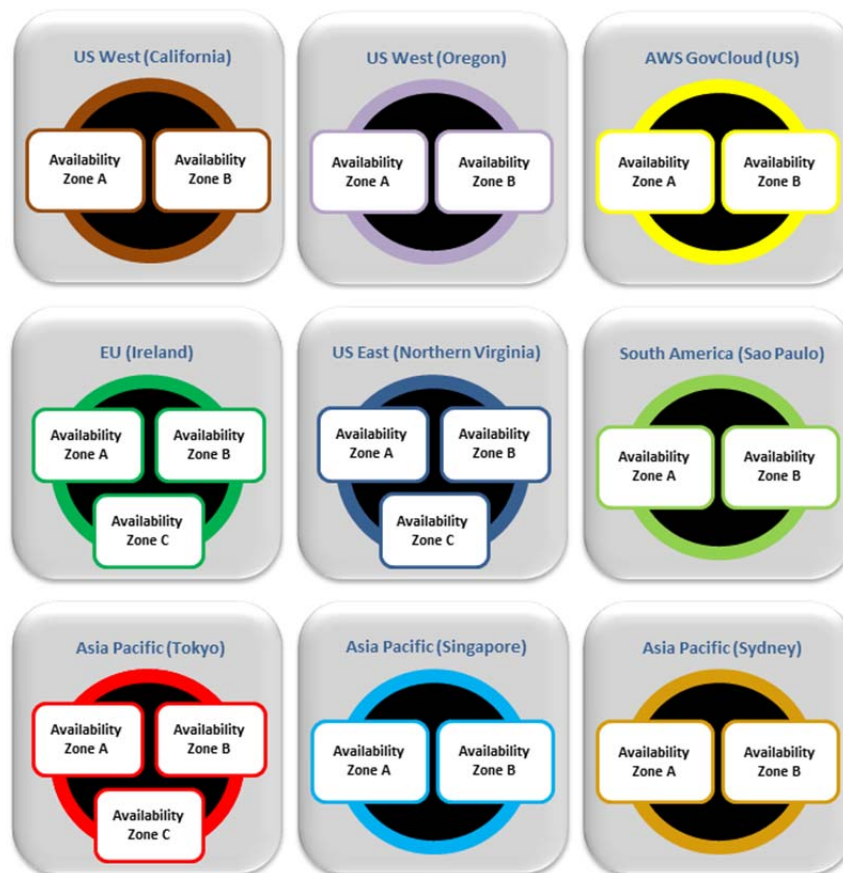 US West (California)
Availability
Zone A
Availability
Zone B
US West (Oregon)
Availability
Zone A
Availability
Zone B
AWS GovCloud (US)
Availability
Zone A
Availability
Zone B
EU (Ireland)
Availability
Zone A
Availability
Zone B
Availability
Zone C
US East (Northern Virginia)
Availability
Zone A
Availability
Zone B
Availability
Zone C
South America (Sao Paulo)
Availability
Zone A
Availability
Zone B
Asia Pacific (Tokyo)
Availability
Zone A
Availability
Zone B
Availability
Zone C
Asia Pacific (Singapore)
Availability
Zone A
Availability
Zone B
Asia Pacific (Sydney)
Availability
Zone A
Availability
Zone B